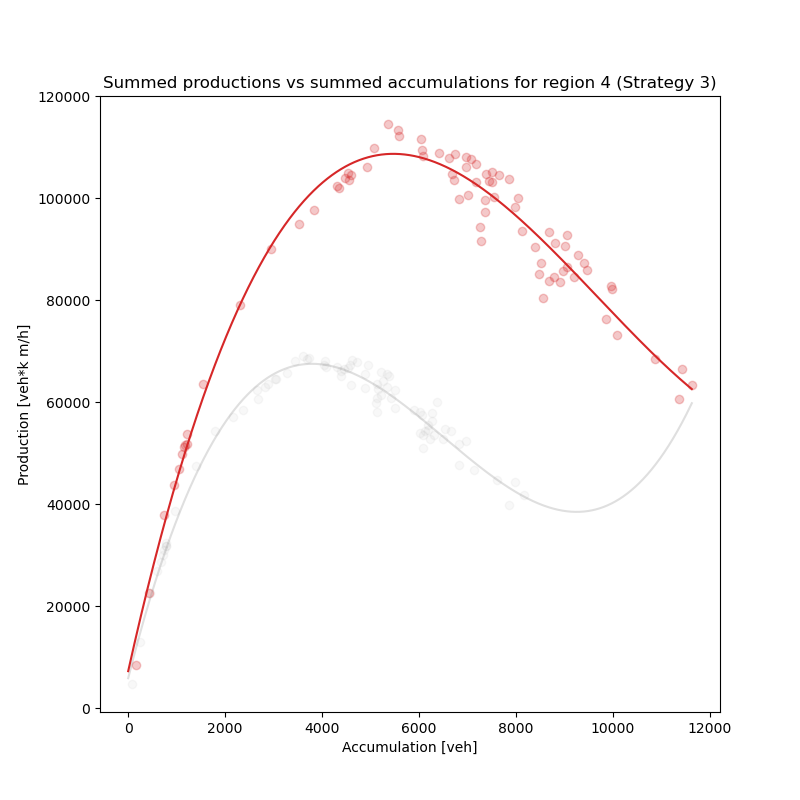 Summed productions vs summed accumulations for region 4 (Strategy 3)
120000
100000
80000
60000
40000
20000
0
Production [veh*k m/h]
0 2000 4000 6000 8000 10000 12000
Accumulation [veh]